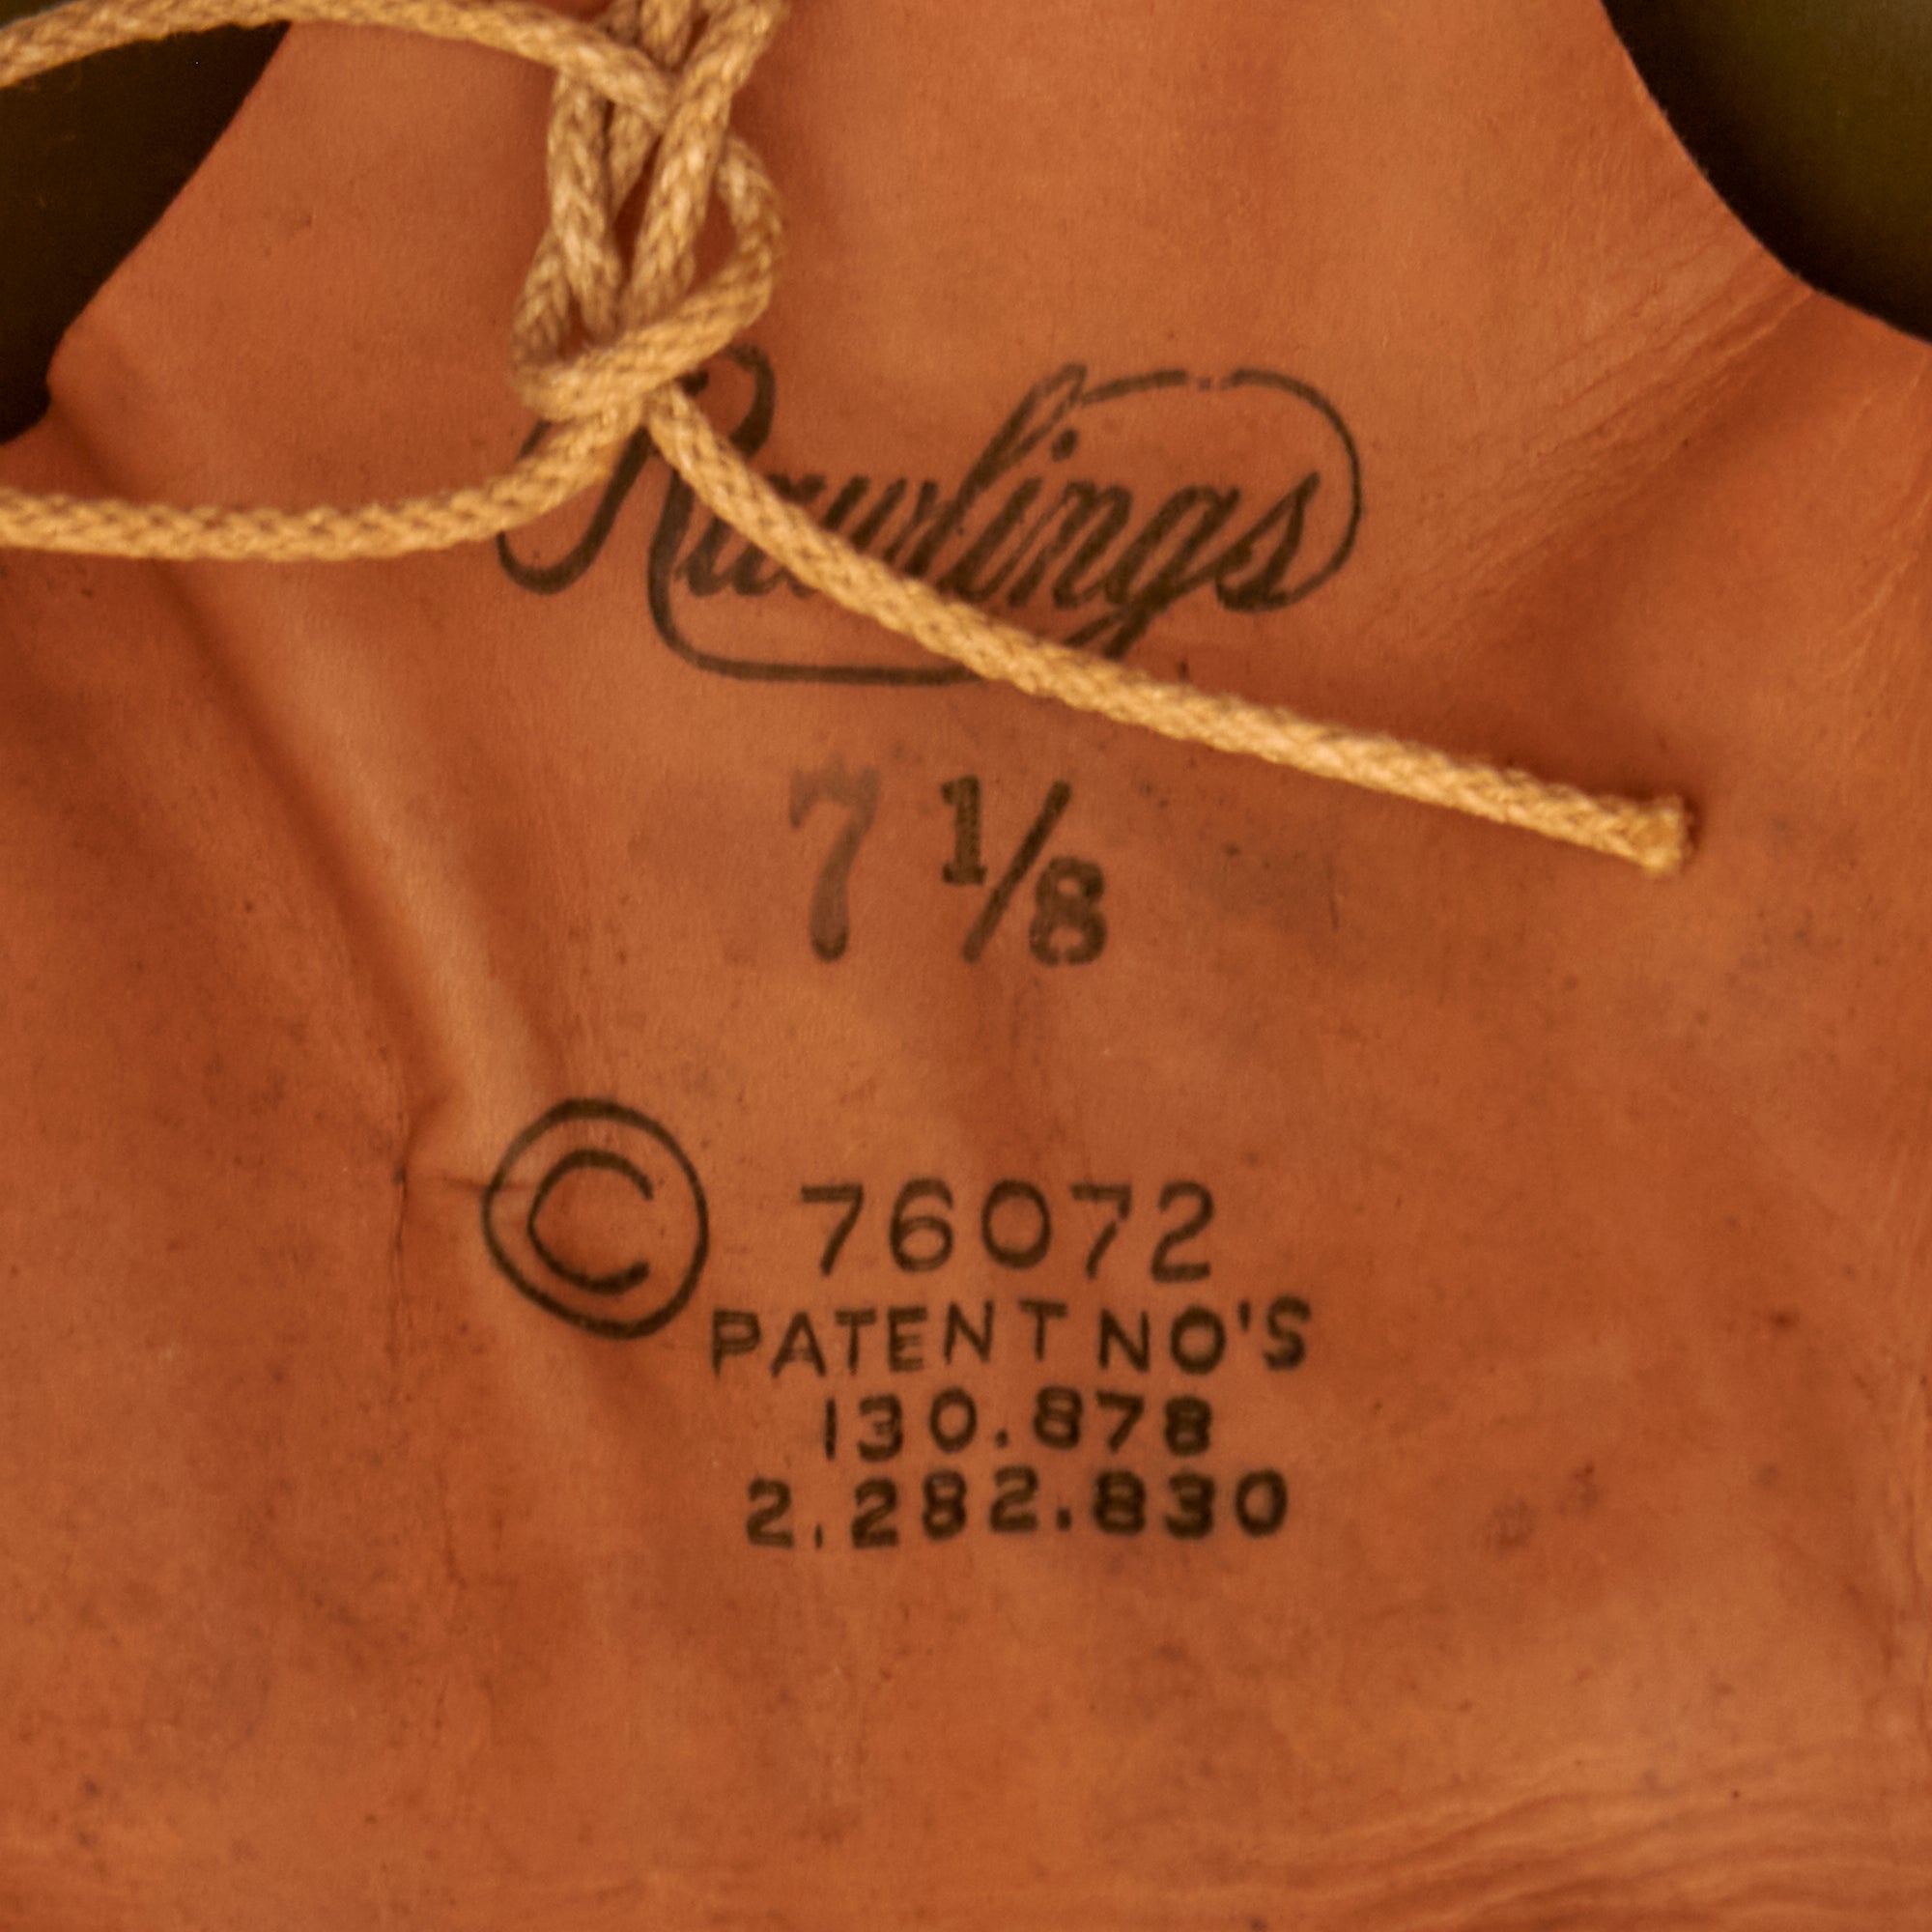 Rawlings
7 1/8
© 76072
PATENT NO'S
130.878
2.282.830